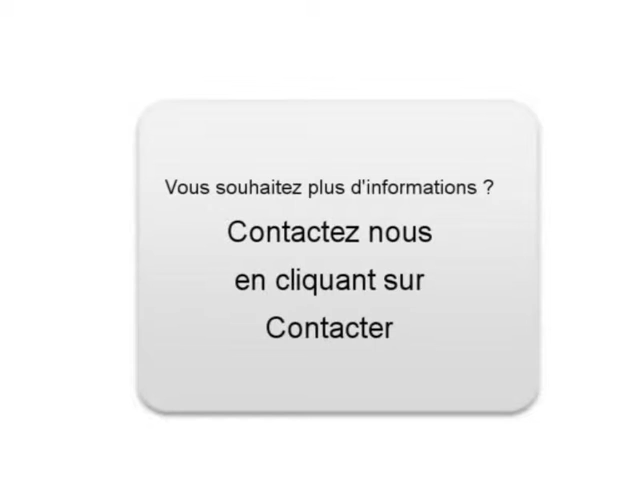 Vous souhaitez plus d'informations ?
Contactez nous
en cliquant sur
Contacter